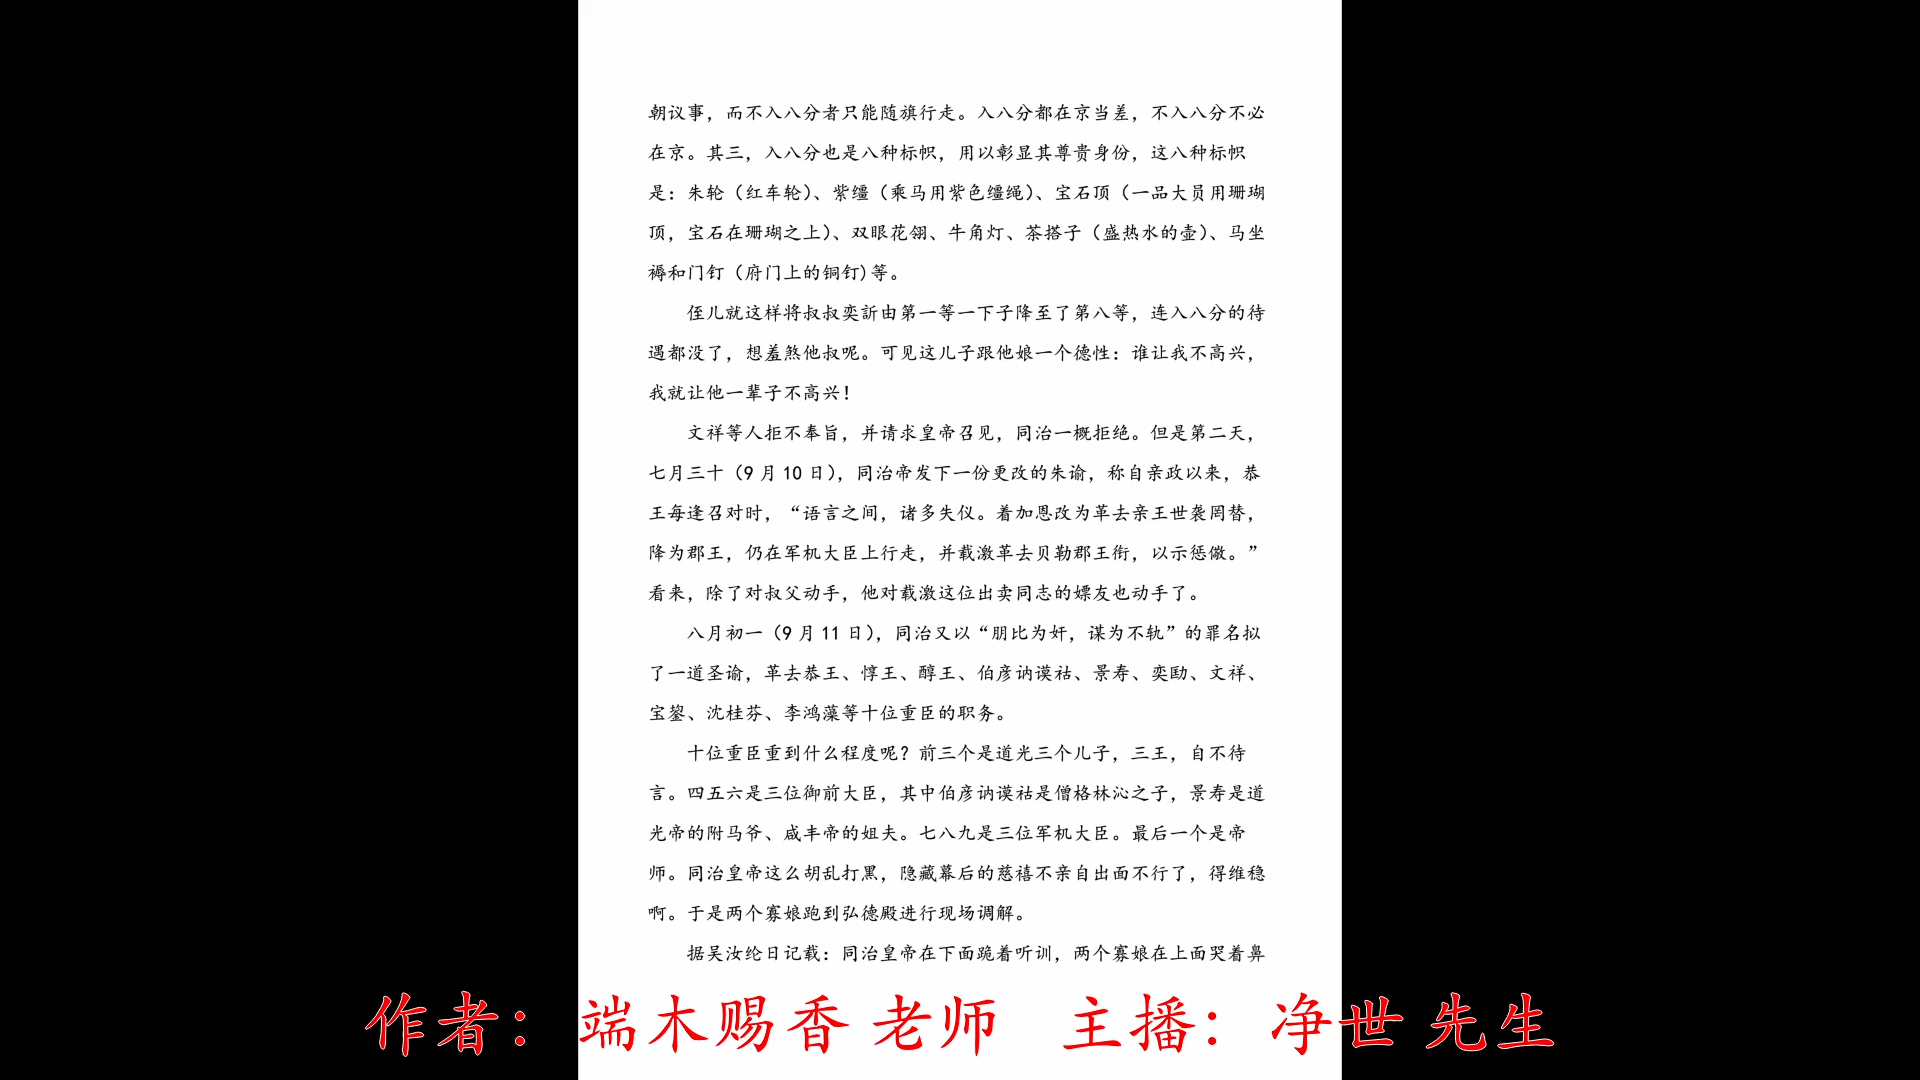 朝议事，而不入八分者只能随旗行走。入八分都在京当差，不入八分不必
在京。其三，入八分也是八种标帜，用以彰显其尊贵身份，这八种标帜
是：朱轮（红车轮）、紫缰（乘马用紫色缰绳）、宝石顶（一品大员用珊瑚
顶，宝石在珊瑚之上）、双眼花翎、牛角灯、茶搭子（盛热水的壶）、马坐
褥和门钉（府门上的铜钉)等。
侄儿就这样将叔叔奕訢由第一等一下子降至了第八等，连入八分的待
遇都没了，想羞煞他叔呢。可见这儿子跟他娘一个德性：谁让我不高兴，
我就让他一辈子不高兴！
文祥等人拒不奉旨，并请求皇帝召见，同治一概拒绝。但是第二天，
七月三十（9月10日），同治帝发下一份更改的朱谕，称自亲政以来，恭
王每逢召对时，“语言之间，诸多失仪。着加恩改为革去亲王世袭罔替，
降为郡王，仍在军机大臣上行走，并载澂革去贝勒郡王衔，以示惩儆。”
看来，除了对叔父动手，他对载澂这位出卖同志的嫖友也动手了。
八月初一（9月11日），同治又以“朋比为奸，谋为不轨”的罪名拟
了一道圣谕，革去恭王、惇王、醇王、伯彦讷谟祜、景寿、奕劻、文祥、
宝鋆、沈桂芬、李鸿藻等十位重臣的职务。
十位重臣重到什么程度呢？前三个是道光三个儿子，三王，自不待
言。四五六是三位御前大臣，其中伯彦讷谟祜是僧格林沁之子，景寿是道
光帝的附马爷、咸丰帝的姐夫。七八九是三位军机大臣。最后一个是帝
师。同治皇帝这么胡乱打黑，隐藏幕后的慈禧不亲自出面不行了，得维稳
啊。于是两个寡娘跑到弘德殿进行现场调解。
据吴汝纶日记载：同治皇帝在下面跪着听训，两个寡娘在上面哭着鼻
作者：端木赐香老师 主播：净世先生